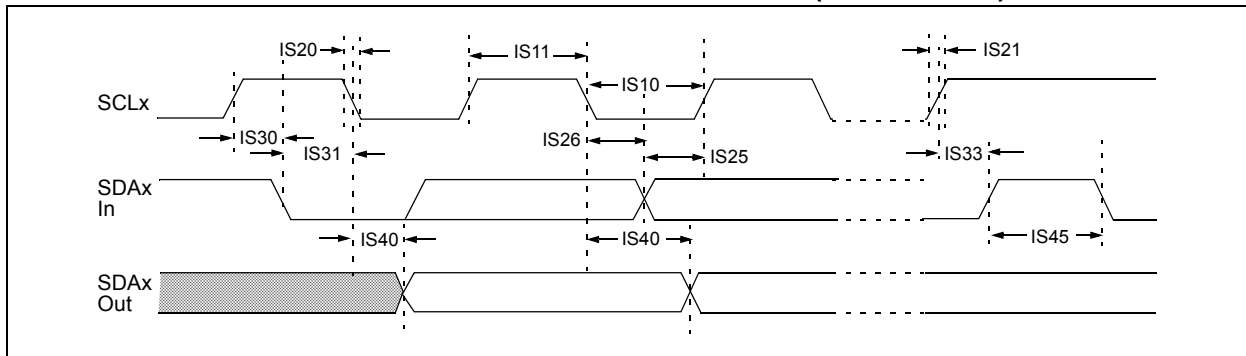 IS20
IS11
IS21
IS10
SCLx
IS30
IS26
IS31
IS25
IS33
SDAx
In
IS40
IS40
IS45
SDAx
Out